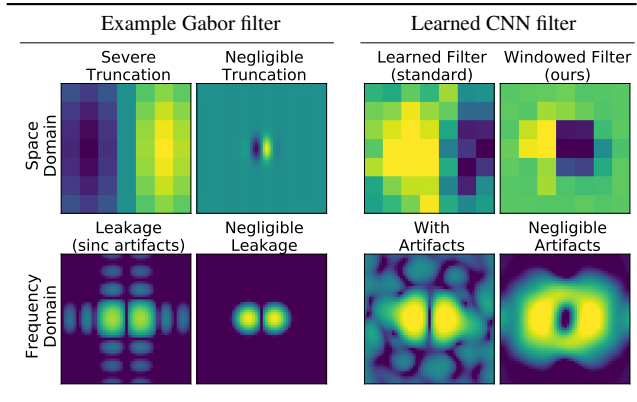 Example Gabor filter
Learned CNN filter
Severe
Truncation
Negligible
Truncation
Learned Filter
(standard)
Windowed Filter
(ours)
Space
Domain
Leakage
(sinc artifacts)
Negligible
Leakage
With
Artifacts
Negligible
Artifacts
Frequency
Domain